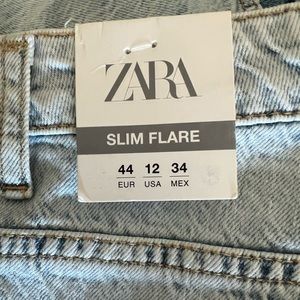 ZARA
SLIM FLARE
44 12 34
EUR USA MEX